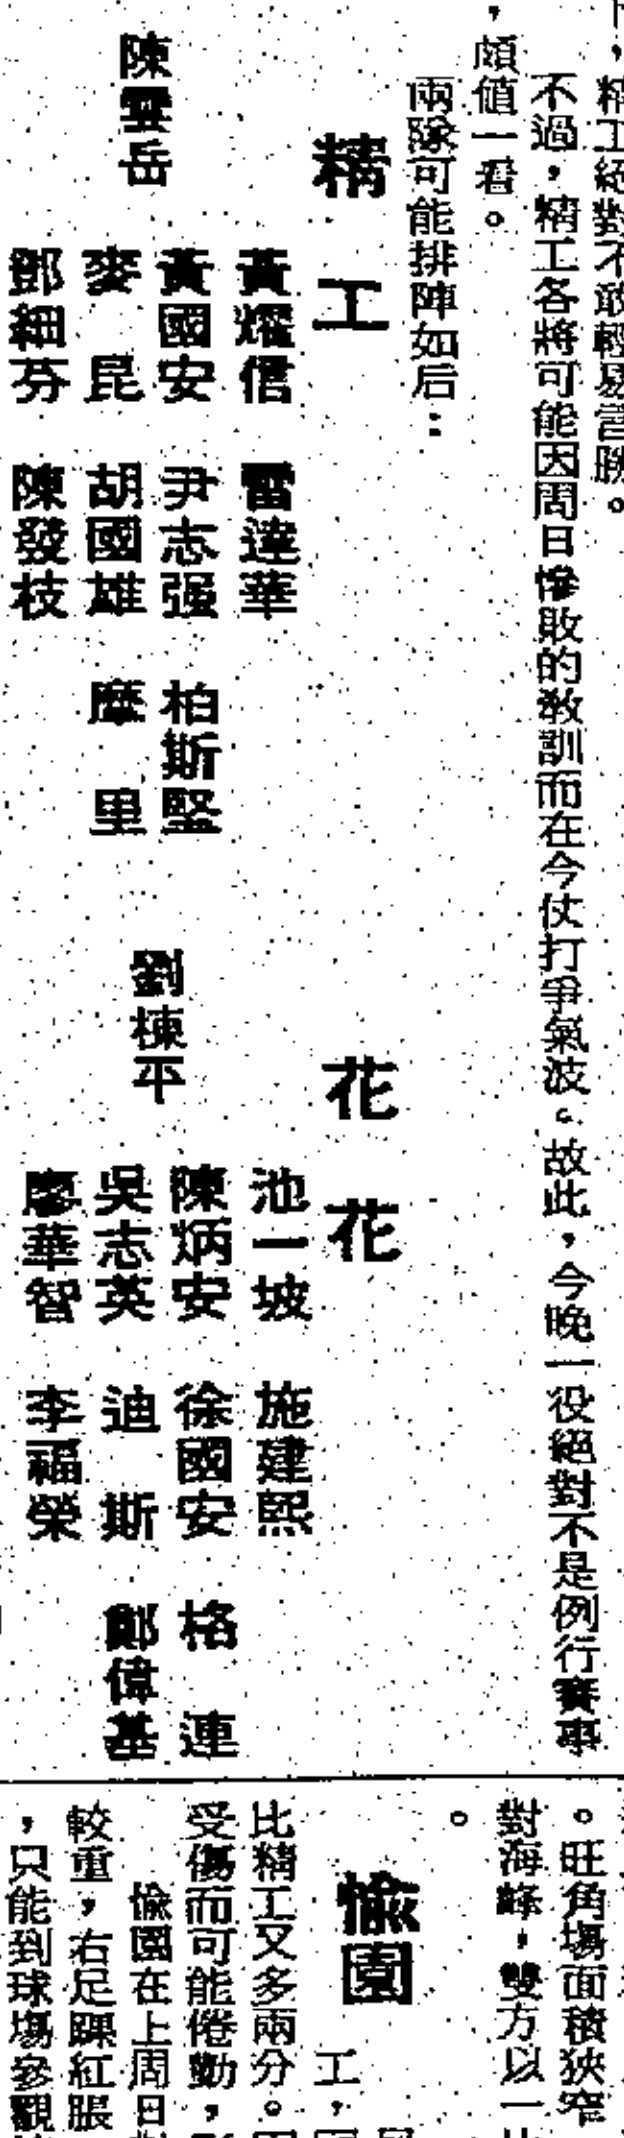 下,精工絕對不敢輕易言勝。
不過,精工各將可能因周日慘敗的教訓而在今仗打爭氣波。故此,今晚一役絕對不是例行賽事
,頗值一看。
兩隊可能排陣如后:
精工
黃耀信 雷達華
黃國安 尹志强 柏斯堅
陳雲岳
麥昆 胡國雄 摩里
鄧細芬 陳發枝
花花
池一坡 施建熙
陳炳安 徐國安 格連
劉棟平
吳志英 迪斯 鄭偉基
廖華智 李福榮
。旺角場面積狹窄
對海蜂,雙方以一比
。
愉園
工,
比精工又多兩分。
受傷而可能倦勤,
愉園在上周日對
較重,右足踝紅脹
,只能到球場參觀